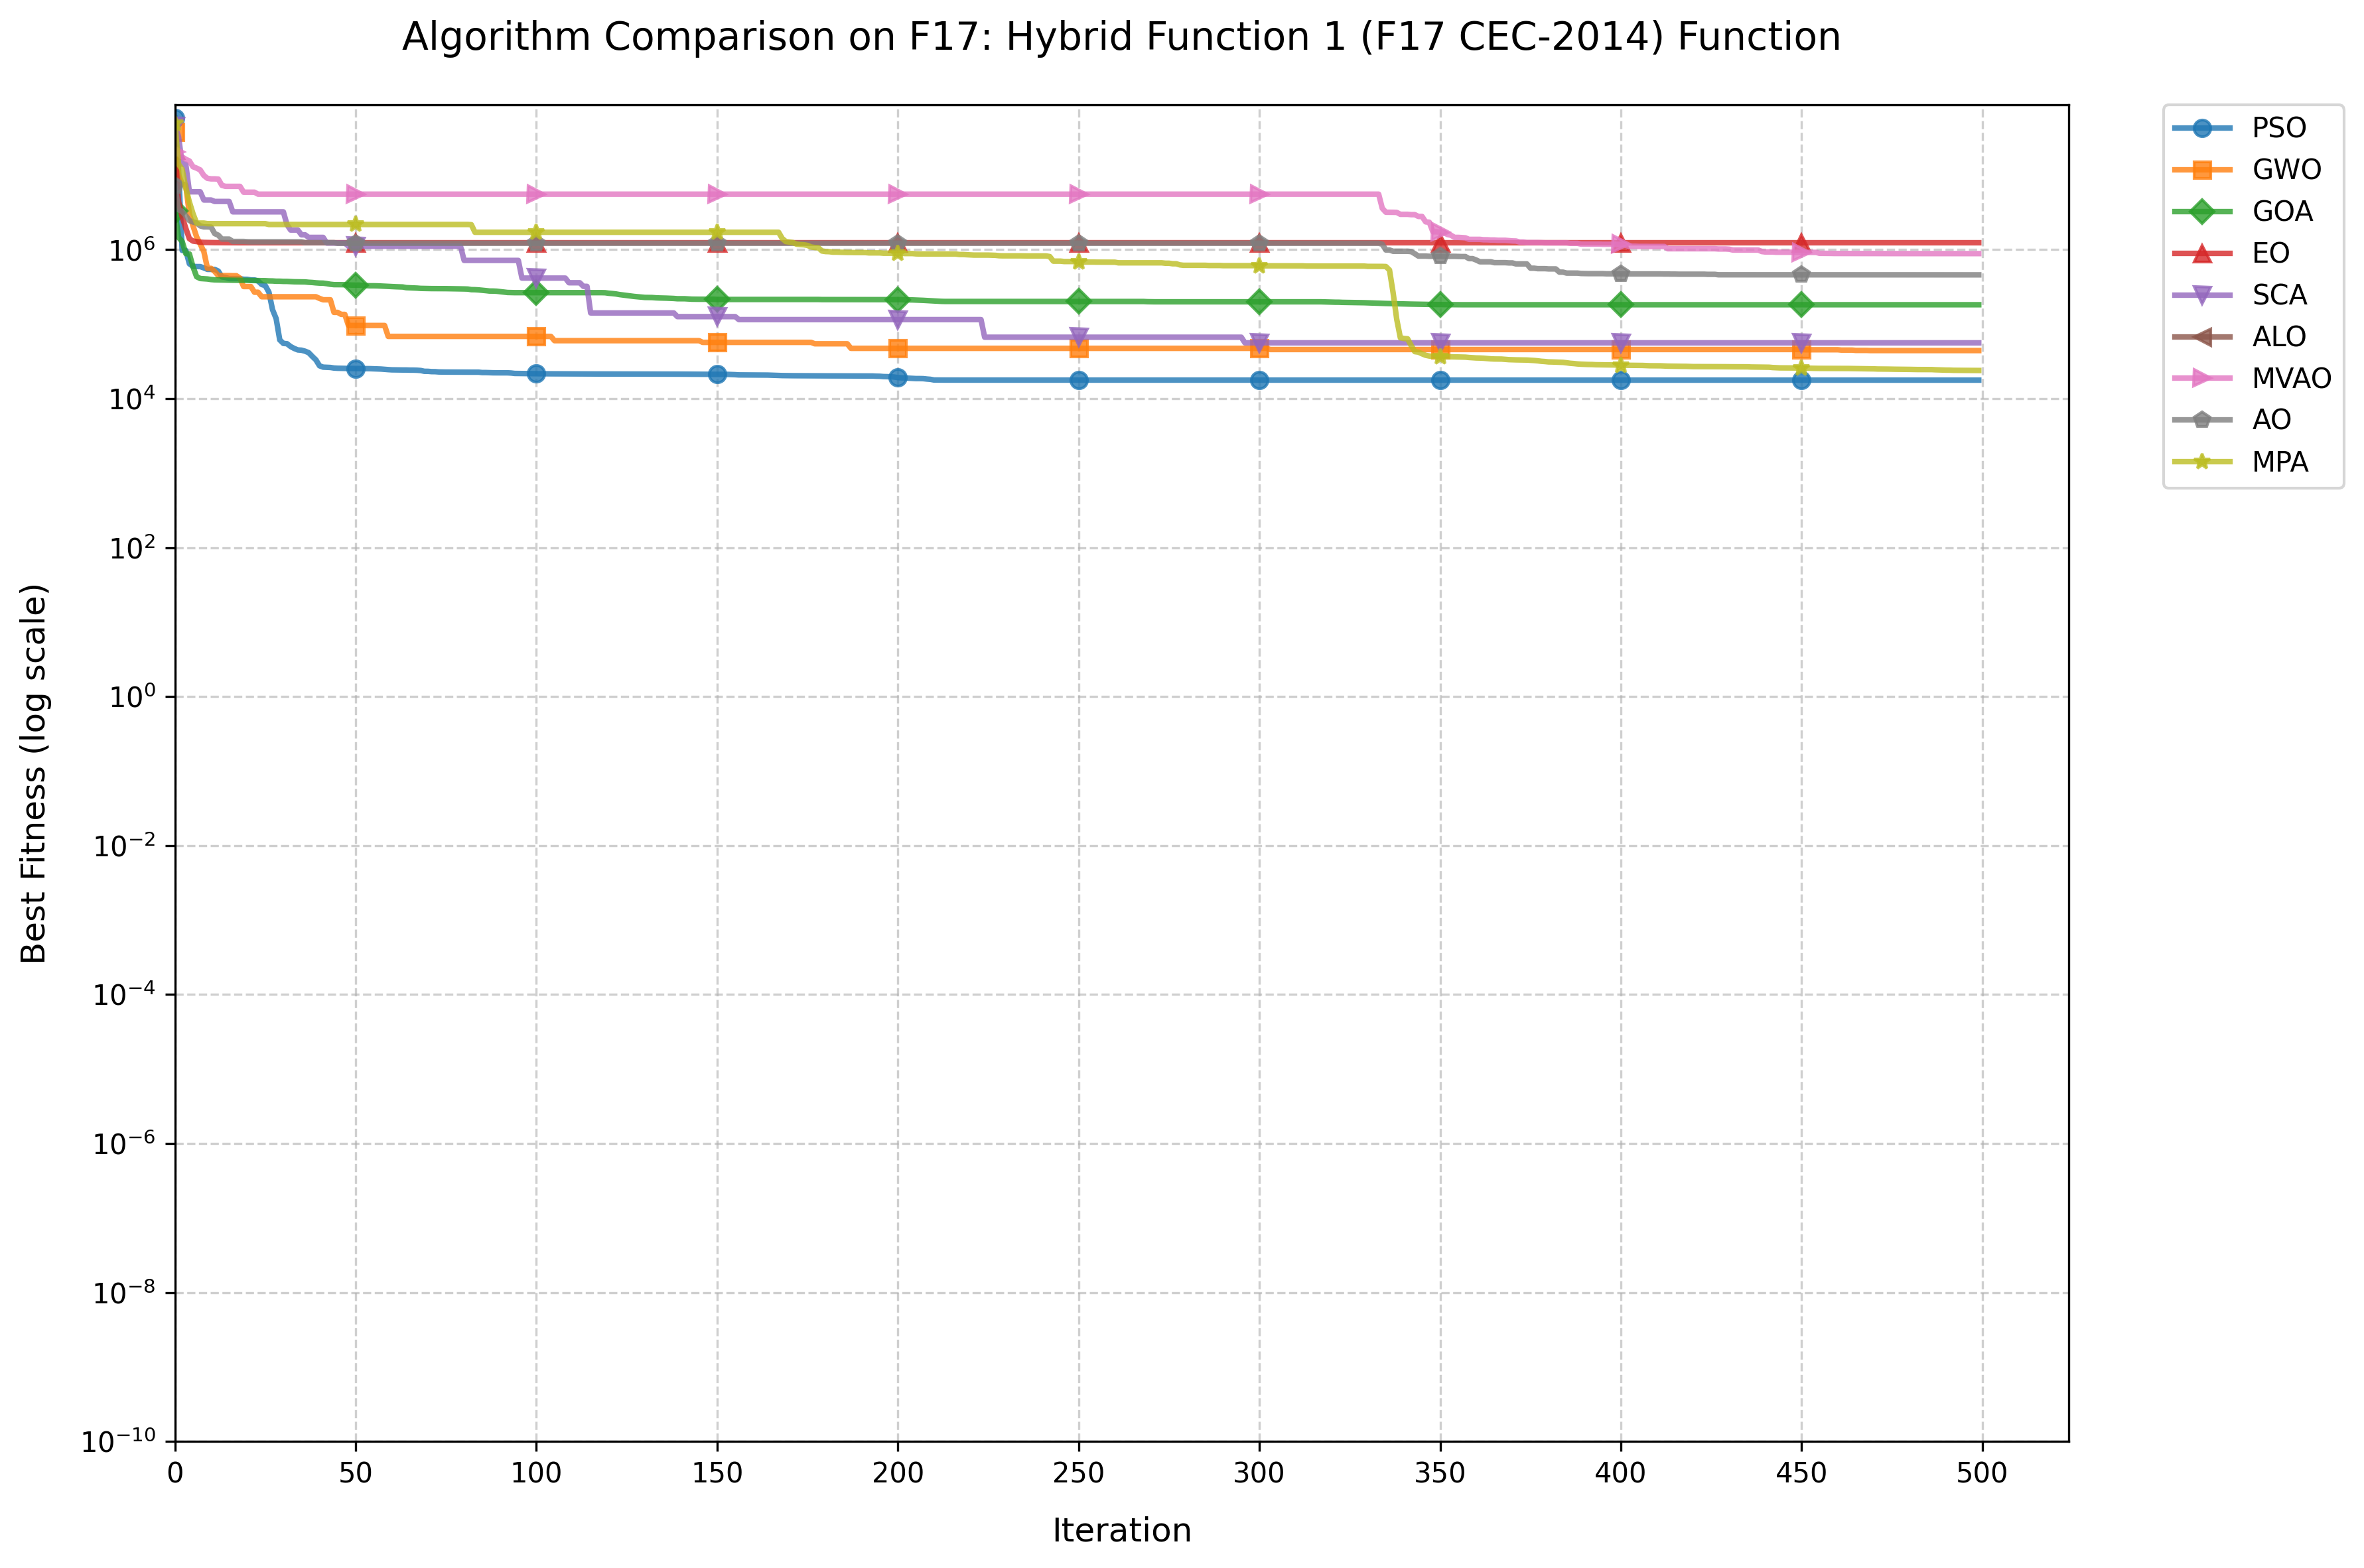 Algorithm Comparison on F17: Hybrid Function 1 (F17 CEC-2014) Function
Best Fitness (log scale)
10^6
10^4
10^2
10^0
10^−2
10^−4
10^−6
10^−8
10^−10
0 50 100 150 200 250 300 350 400 450 500
Iteration
PSO
GWO
GOA
EO
SCA
ALO
MVAO
AO
MPA